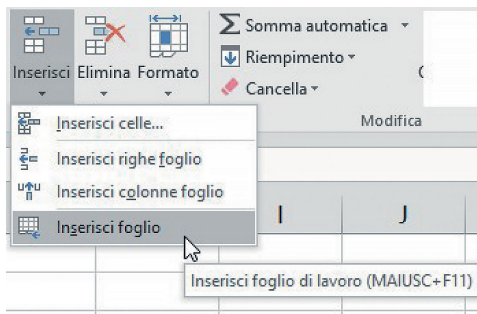 Somma automatica
Riempimento
Cancella
Inserisci Elimina Formato
Modifica
Inserisci celle...
Inserisci righe foglio
Inserisci colonne foglio
Inserisci foglio
I J
Inserisci foglio di lavoro (MAIUSC+F11)